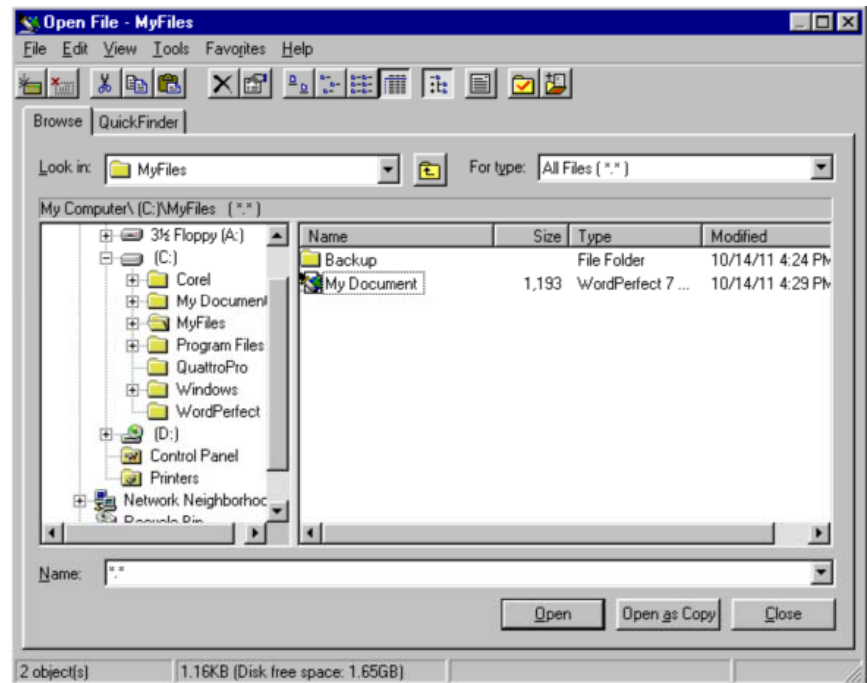 Open File - MyFiles
File Edit View Tools Favorites Help
Browse QuickFinder
Look in: MyFiles For type: All Files ( *.* )
My Computer\ (C:)\MyFiles ( *.* )
3½ Floppy (A:)
(C:)
Corel
My Document
MyFiles
Program Files
QuattroPro
Windows
WordPerfect
(D:)
Control Panel
Printers
Network Neighborhoo
Recycle Bin
Name Size Type Modified
Backup File Folder 10/14/11 4:24 PM
My Document 1,193 WordPerfect 7 ... 10/14/11 4:29 PM
Name: *.*
Open Open as Copy Close
2 object(s) 1.16KB (Disk free space: 1.65GB)